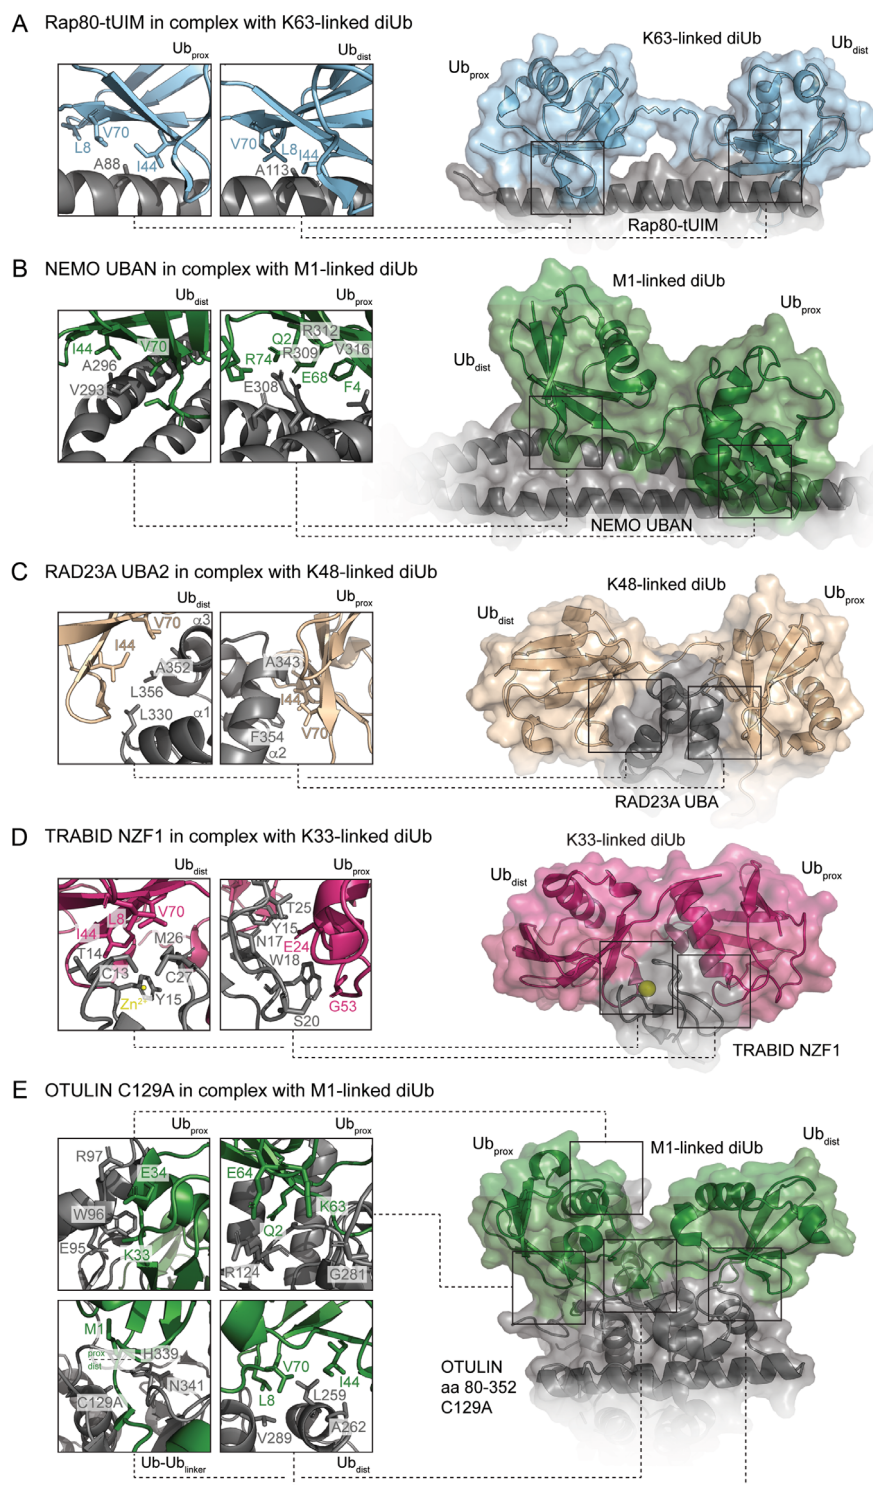 A Rap80-tUIM in complex with K63-linked diUb
Ubprox
Ubdist
V70
L8
A88
I44
V70
L8
I44
A113
K63-linked diUb
Ubprox
Ubdist
Rap80-tUIM
B NEMO UBAN in complex with M1-linked diUb
Ubdist
Ubprox
I44
V70
A296
V293
Q2
R312
R309
V316
R74
E68
E308
F4
M1-linked diUb
Ubprox
Ubdist
NEMO UBAN
C RAD23A UBA2 in complex with K48-linked diUb
Ubdist
Ubprox
V70
α3
I44
A352
L356
L330
α1
A343
I44
F354
V70
α2
K48-linked diUb
Ubdist
Ubprox
RAD23A UBA
D TRABID NZF1 in complex with K33-linked diUb
Ubdist
Ubprox
L8
V70
I44
T14
M26
C13
C27
Zn2+
Y15
T25
Y15
N17
E24
W18
G53
S20
K33-linked diUb
Ubdist
Ubprox
TRABID NZF1
E OTULIN C129A in complex with M1-linked diUb
Ubprox
Ubprox
R97
E34
W96
E95
K33
E64
K63
Q2
R124
G281
M1
prox
dist
H339
N341
C129A
V70
I44
L8
L259
A262
V289
Ub-Ublinker
Ubdist
Ubprox
M1-linked diUb
Ubdist
OTULIN
aa 80-352
C129A